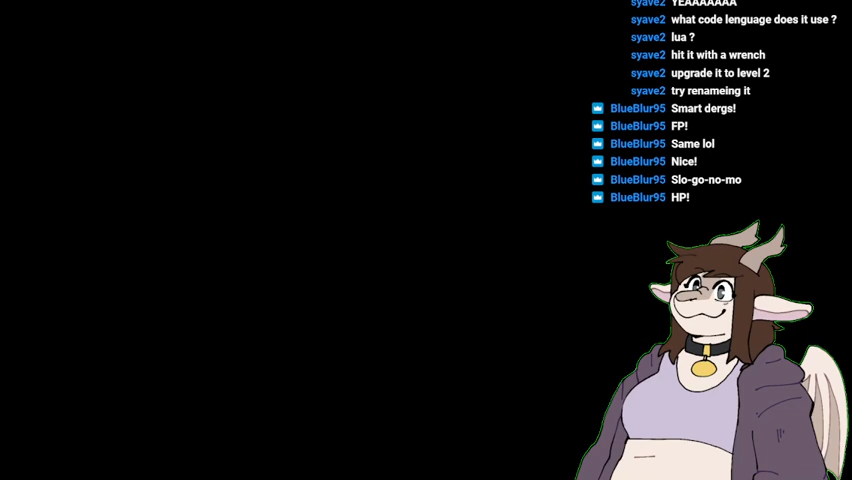 syave2 YEAAAAAAA
syave2 what code lenguage does it use ?
syave2 lua ?
syave2 hit it with a wrench
syave2 upgrade it to level 2
syave2 try renameing it
BlueBlur95 Smart dergs!
BlueBlur95 FP!
BlueBlur95 Same lol
BlueBlur95 Nice!
BlueBlur95 Slo-go-no-mo
BlueBlur95 HP!